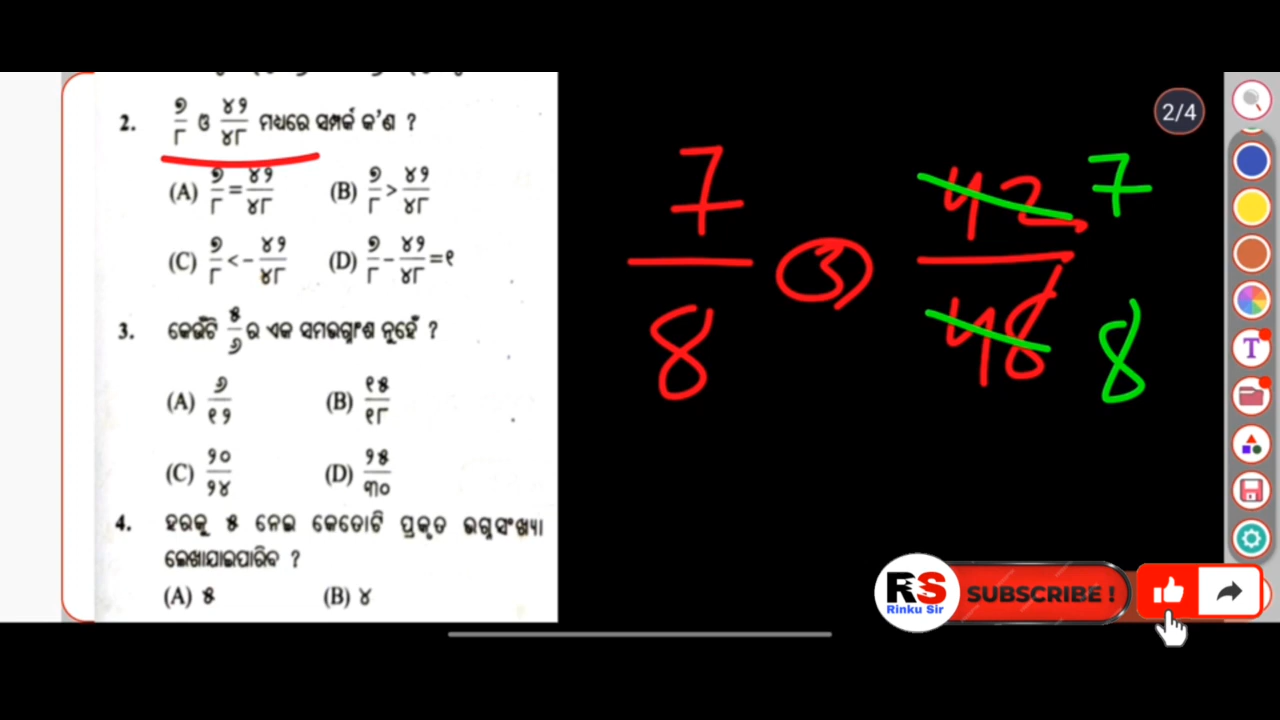 2. ୭/୮ ଓ ୪୨/୪୮ ମଧ୍ୟରେ ସମ୍ପର୍କ କ'ଣ ?
(A) ୭/୮ = ୪୨/୪୮ (B) ୭/୮ > ୪୨/୪୮
(C) ୭/୮ < - ୪୨/୪୮ (D) ୭/୮ - ୪୨/୪୮ = ୧
3. କେଉଁଟି ୫/୬ ର ଏକ ସମଭଗ୍ନାଂଶ ନୁହେଁ ?
(A) ୬/୧୨ (B) ୧୫/୧୮
(C) ୨୦/୨୪ (D) ୨୫/୩୦
4. ହରକୁ ୫ ନେଇ କେତୋଟି ପ୍ରକୃତ ଭଗ୍ନସଂଖ୍ୟା
ଲେଖାଯାଇପାରିବ ?
(A) ୫ (B) ୪
7/8 ଓ 42/48 7/8
2/4
T
RS
Rinku Sir
SUBSCRIBE !